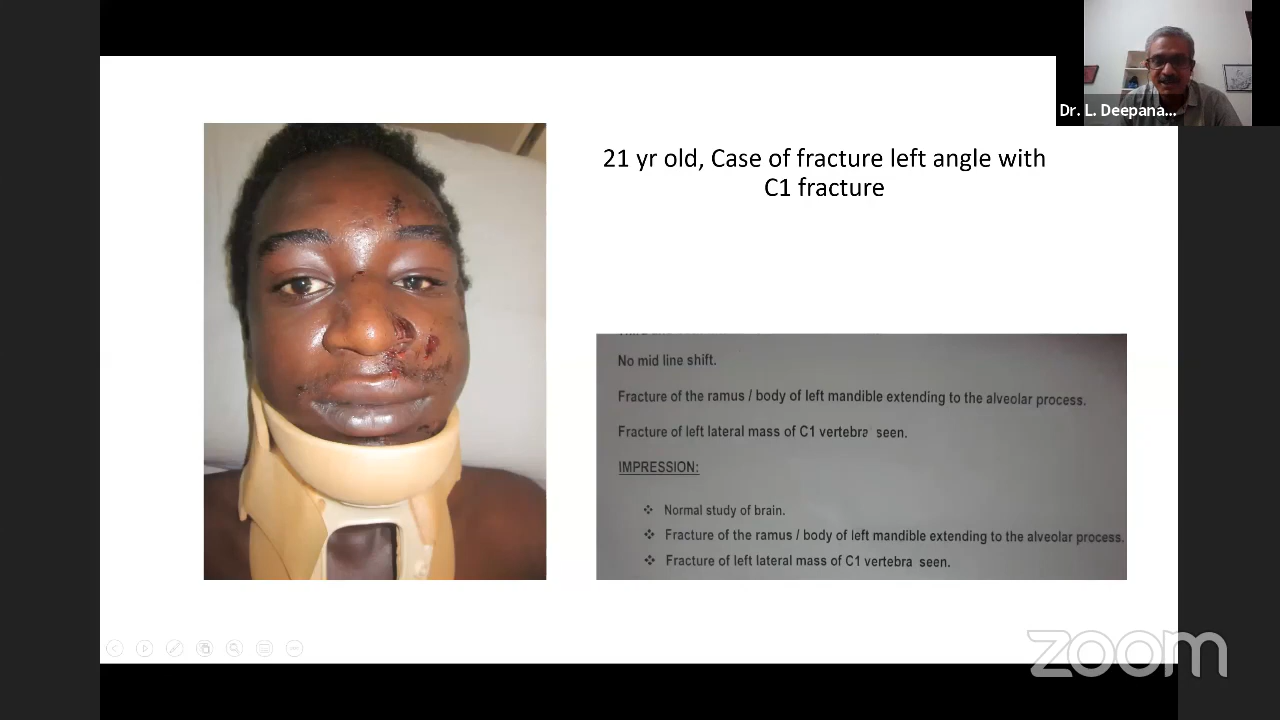 Dr. L. Deepana...
21 yr old, Case of fracture left angle with
C1 fracture
No mid line shift.
Fracture of the ramus / body of left mandible extending to the alveolar process.
Fracture of left lateral mass of C1 vertebra seen.
IMPRESSION:
❖ Normal study of brain.
❖ Fracture of the ramus / body of left mandible extending to the alveolar process.
❖ Fracture of left lateral mass of C1 vertebra seen.
zoom